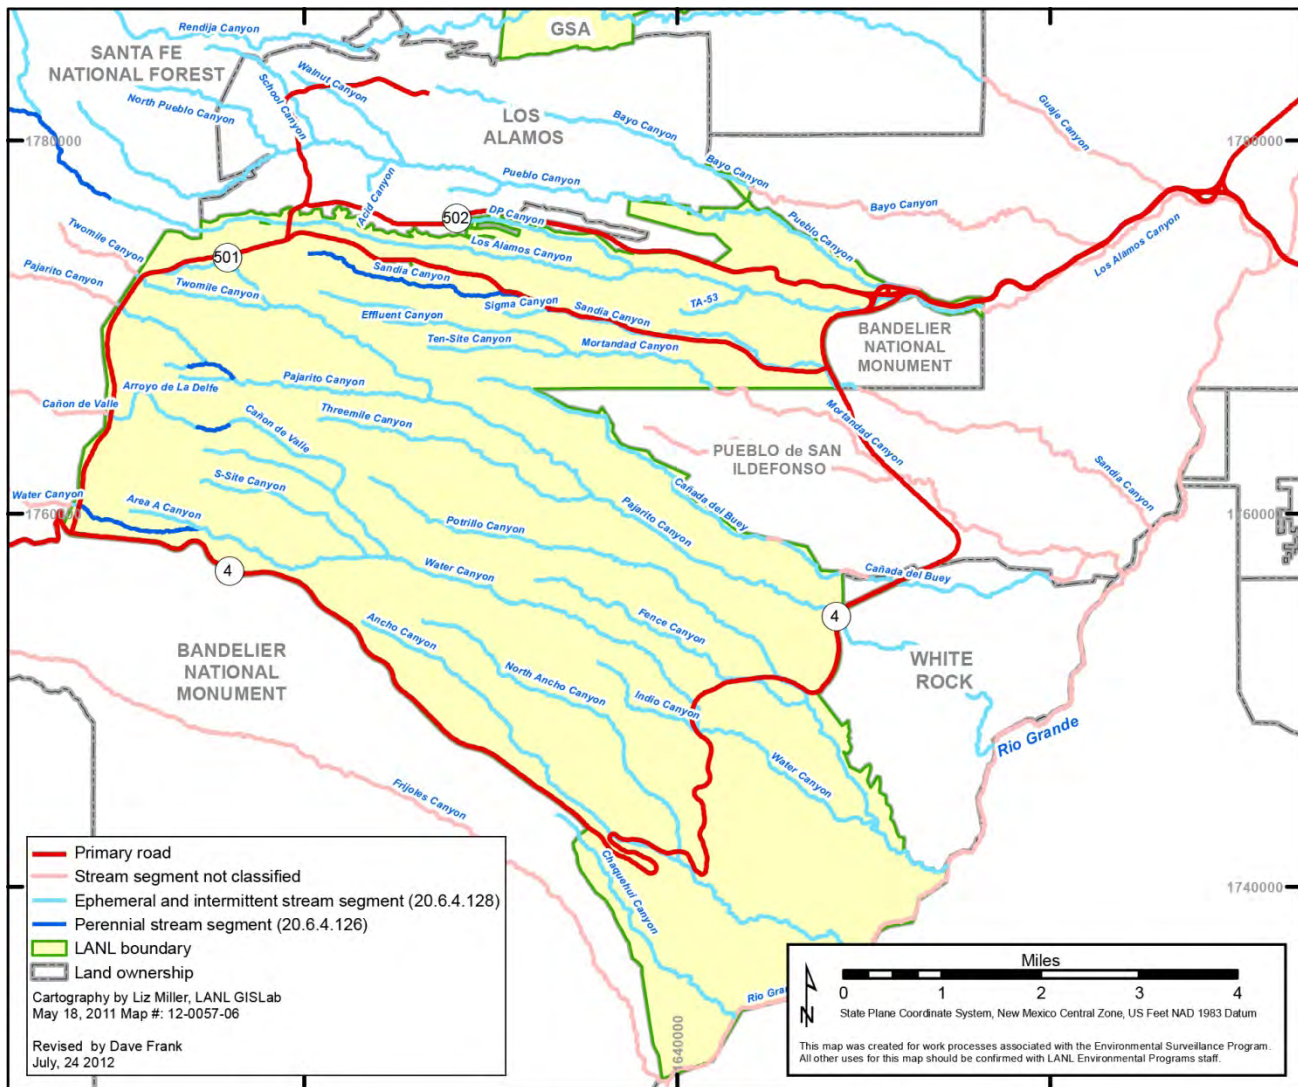 Rendija Canyon
GSA
SANTA FE
NATIONAL FOREST
Walnut Canyon
School Canyon
North Pueblo Canyon
LOS
ALAMOS
Bayo Canyon
Guaje Canyon
1780000
1780000
Bayo Canyon
Pueblo Canyon
Acid Canyon
Bayo Canyon
502
DP Canyon
Pueblo Canyon
Twomile Canyon
501
Los Alamos Canyon
Los Alamos Canyon
Pajarito Canyon
Sandia Canyon
Twomile Canyon
TA-53
Sigma Canyon
Sandia Canyon
Effluent Canyon
BANDELIER
NATIONAL
MONUMENT
Ten-Site Canyon
Mortandad Canyon
Arroyo de La Delfe
Pajarito Canyon
Cañon de Valle
Threemile Canyon
Cañon de Valle
Mortandad Canyon
PUEBLO de SAN
ILDEFONSO
Sandia Canyon
S-Site Canyon
Water Canyon
Area A Canyon
Cañada del Buey
1760000
1760000
Potrillo Canyon
Pajarito Canyon
4
Water Canyon
Cañada del Buey
4
Fence Canyon
Ancho Canyon
BANDELIER
NATIONAL
MONUMENT
North Ancho Canyon
WHITE
ROCK
Indio Canyon
Rio Grande
Water Canyon
Frijoles Canyon
Chaquehui Canyon
1740000
Rio Gran
1640000
Primary road
Stream segment not classified
Ephemeral and intermittent stream segment (20.6.4.128)
Perennial stream segment (20.6.4.126)
LANL boundary
Land ownership
Cartography by Liz Miller, LANL GISLab
May 18, 2011 Map #: 12-0057-06
Revised by Dave Frank
July, 24 2012
Miles
0 1 2 3 4
N
State Plane Coordinate System, New Mexico Central Zone, US Feet NAD 1983 Datum
This map was created for work processes associated with the Environmental Surveillance Program.
All other uses for this map should be confirmed with LANL Environmental Programs staff.